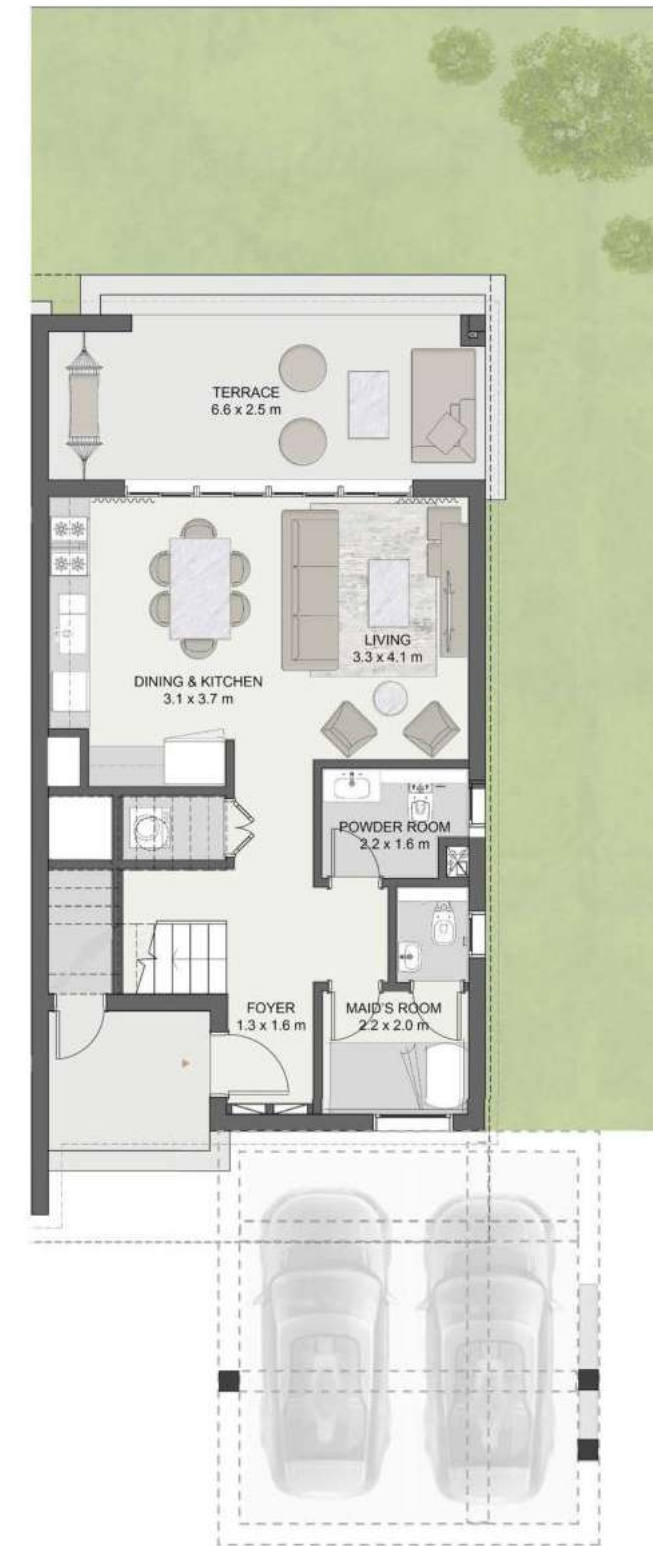 TERRACE
6.6 x 2.5 m
LIVING
3.3 x 4.1 m
DINING & KITCHEN
3.1 x 3.7 m
POWDER ROOM
2.2 x 1.6 m
FOYER
1.3 x 1.6 m
MAID'S ROOM
2.2 x 2.0 m